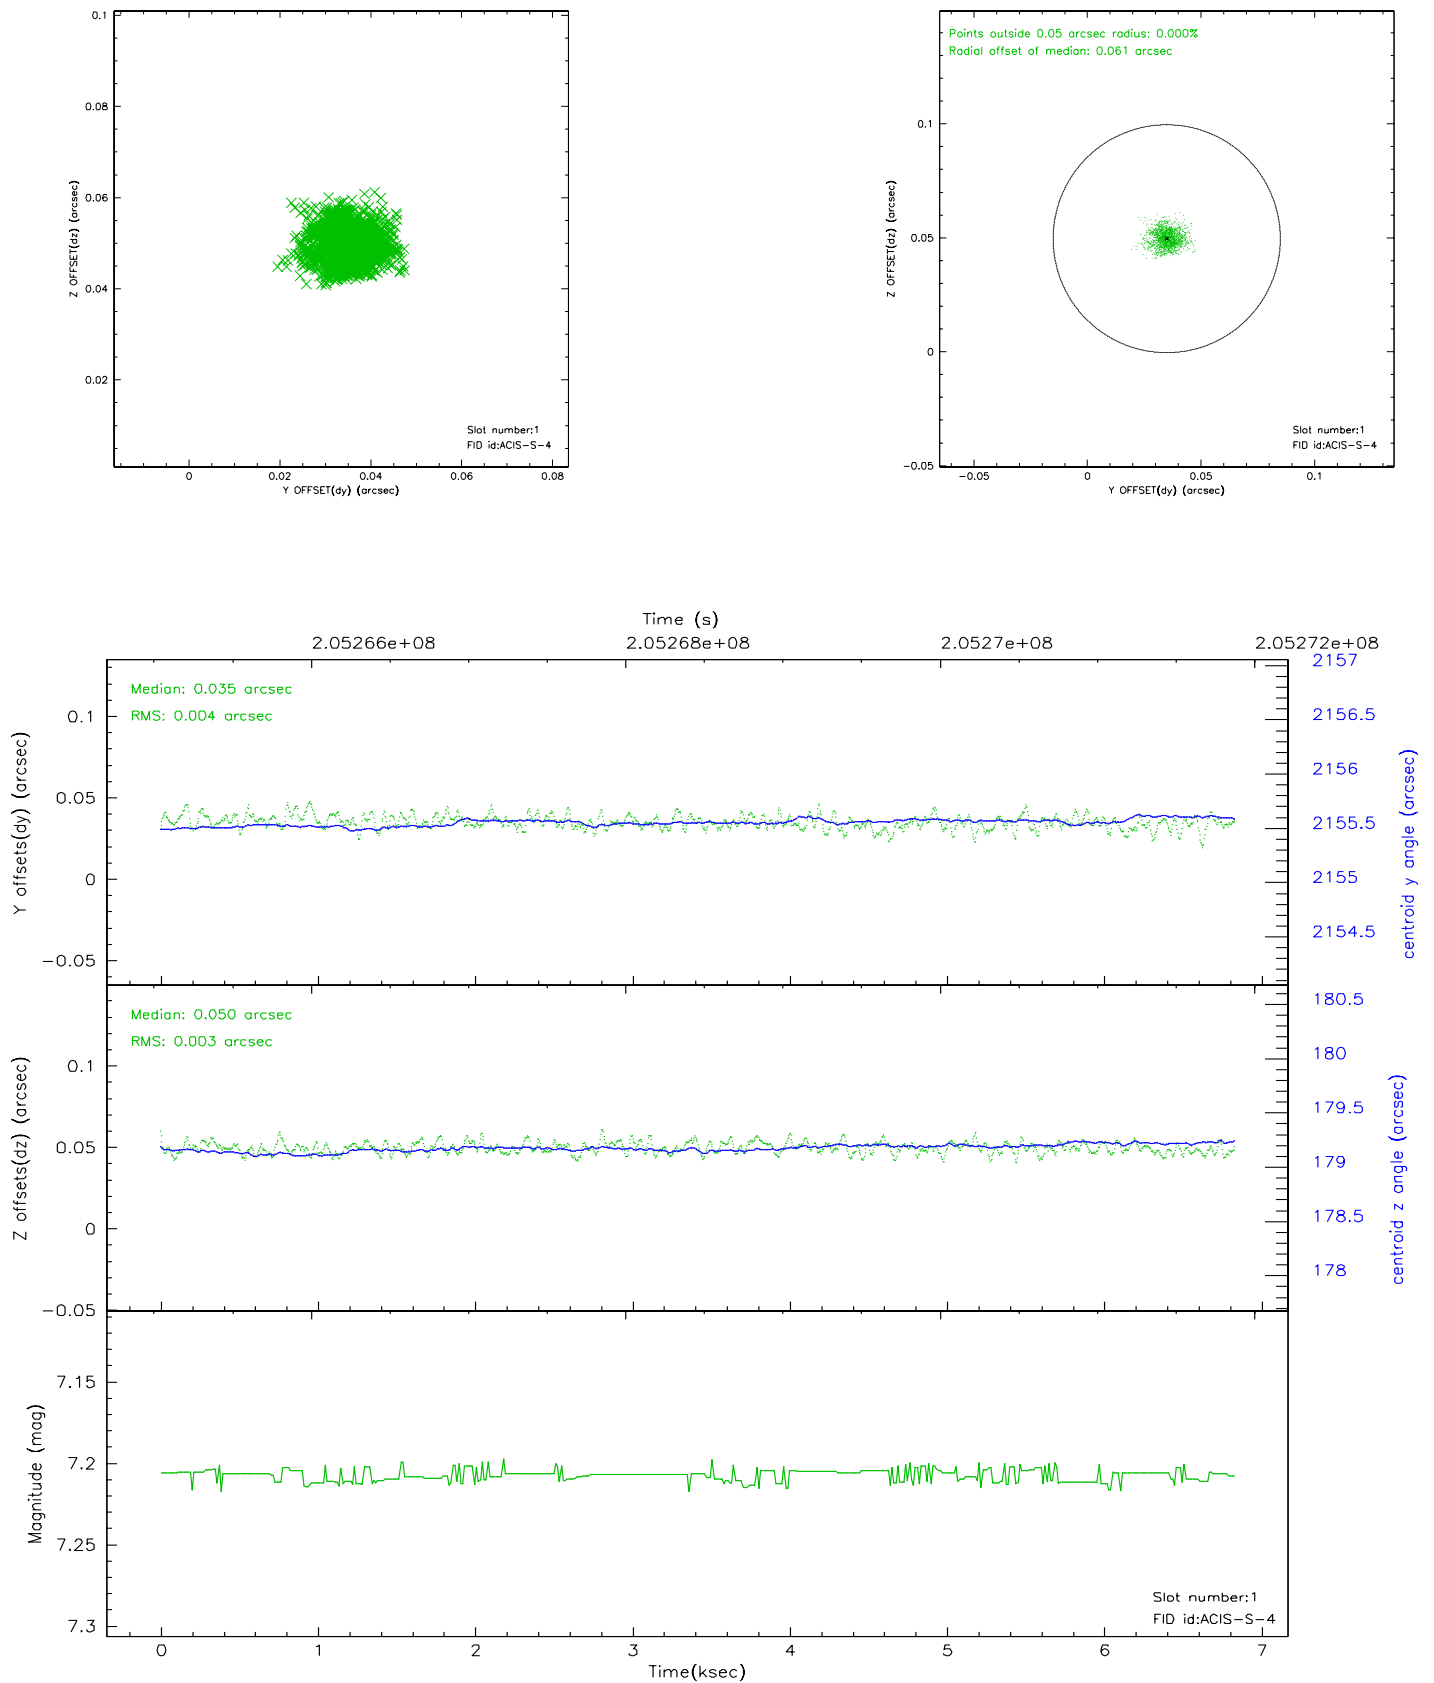 0.1
0.08
0.06
0.04
0.02
Z OFFSET(dz) (arcsec)
0
0.02
0.04
0.06
0.08
Y OFFSET(dy) (arcsec)
Slot number:1
FID id:ACIS-S-4
Points outside 0.05 arcsec radius: 0.000%
Radial offset of median: 0.061 arcsec
0.1
0.05
0
-0.05
Z OFFSET(dz) (arcsec)
-0.05
0
0.05
0.1
Y OFFSET(dy) (arcsec)
Slot number:1
FID id:ACIS-S-4
Time (s)
2.05266e+08
2.05268e+08
2.0527e+08
2.05272e+08
Median: 0.035 arcsec
RMS: 0.004 arcsec
0.1
0.05
0
-0.05
Y offsets(dy) (arcsec)
2157
2156.5
2156
2155.5
2155
2154.5
centroid y angle (arcsec)
Median: 0.050 arcsec
RMS: 0.003 arcsec
0.1
0.05
0
-0.05
Z offsets(dz) (arcsec)
180.5
180
179.5
179
178.5
178
centroid z angle (arcsec)
7.15
7.2
7.25
7.3
Magnitude (mag)
Slot number:1
FID id:ACIS-S-4
0
1
2
3
4
5
6
7
Time(ksec)